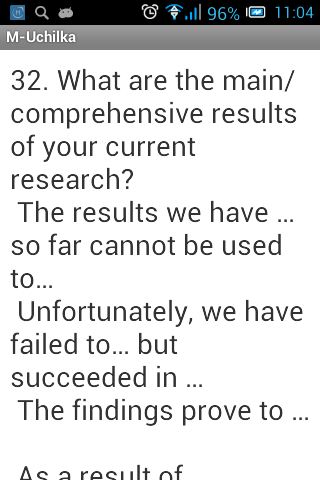 96% 11:04
M-Uchilka
32. What are the main/
comprehensive results
of your current
research?
The results we have ...
so far cannot be used
to...
Unfortunately, we have
failed to... but
succeeded in ...
The findings prove to ...
As a result of